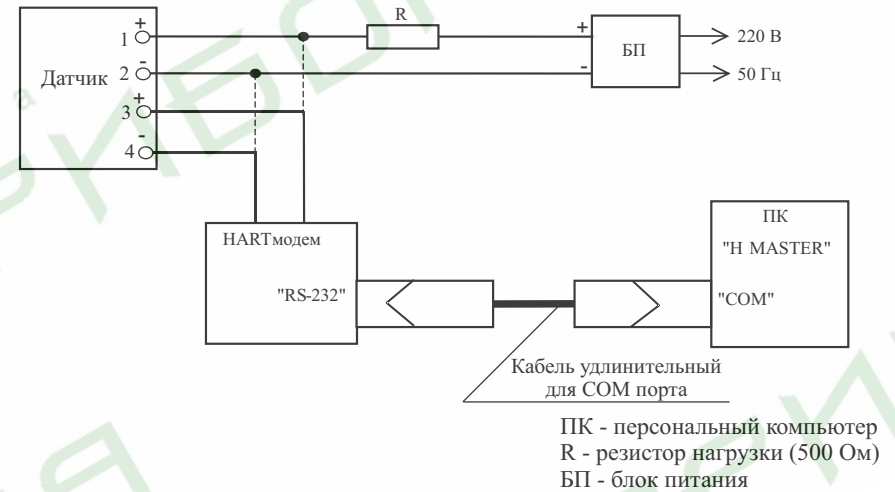 R
+
1
+
БП
220 В
Датчик
2
-
-
50 Гц
+
3
-
4
HARTмодем
"RS-232"
ПК
"H MASTER"
"COM"
Кабель удлинительный
для COM порта
ПК - персональный компьютер
R - резистор нагрузки (500 Ом)
БП - блок питания